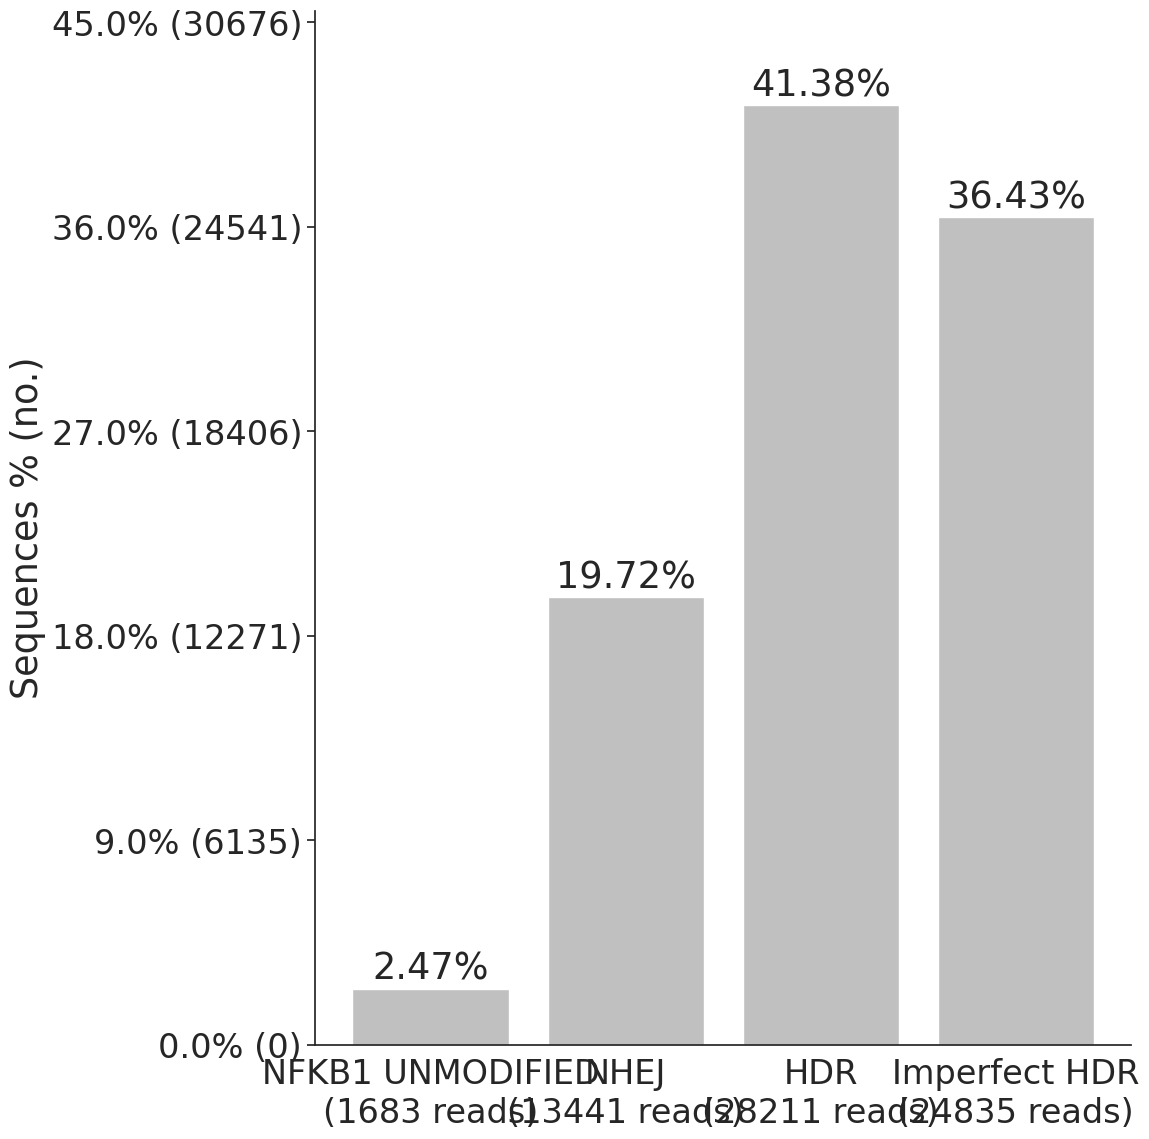 45.0% (30676)
36.0% (24541)
27.0% (18406)
18.0% (12271)
9.0% (6135)
0.0% (0)
Sequences % (no.)
2.47%
19.72%
41.38%
36.43%
NFKB1 UNMODIFIED
(1683 reads)
NHEJ
(13441 reads)
HDR
(28211 reads)
Imperfect HDR
(24835 reads)